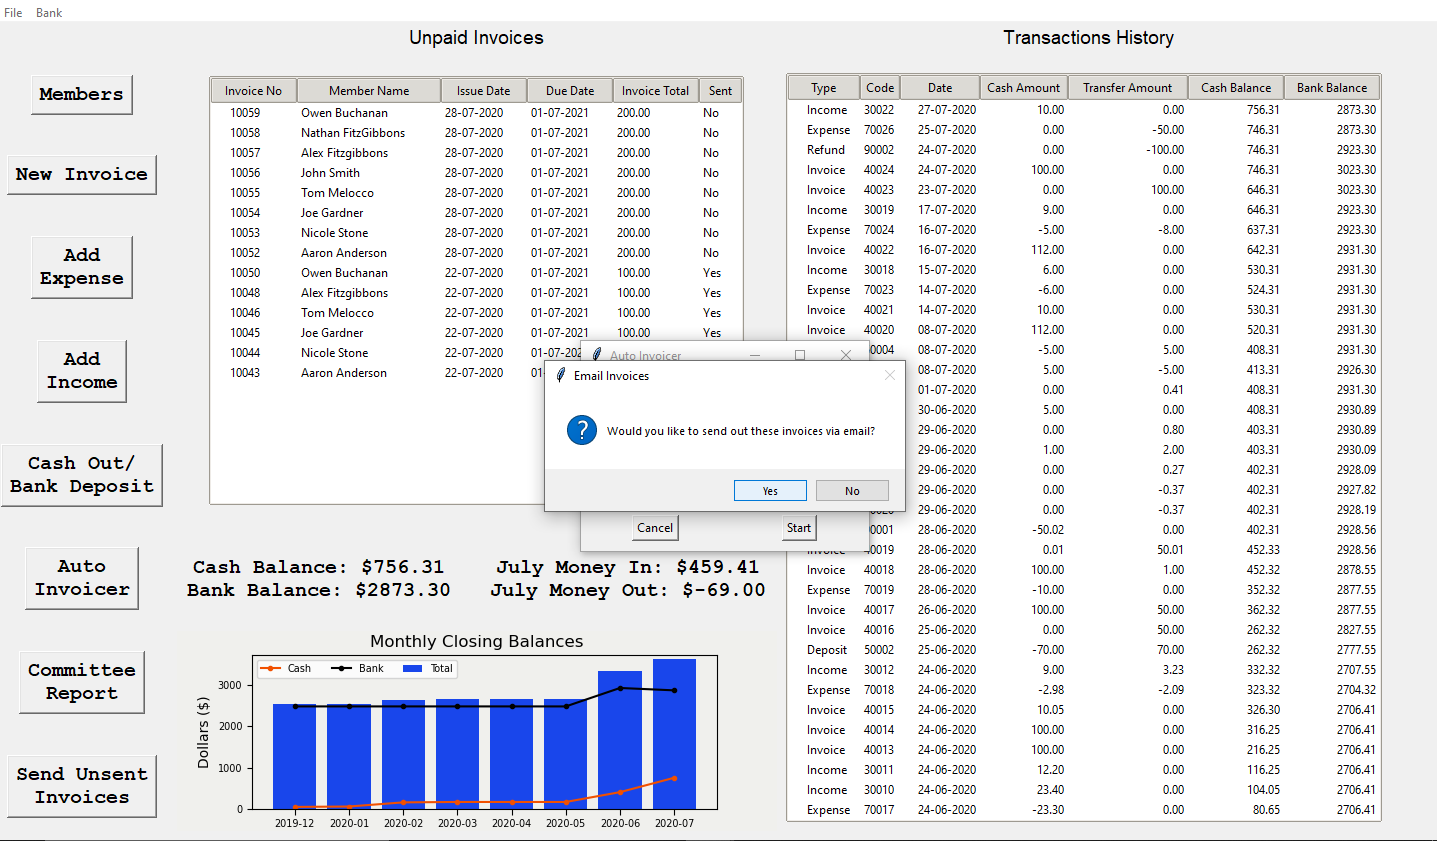 File Bank
Unpaid Invoices
Transactions History
Members
New Invoice
Add
Expense
Add
Income
Cash Out/
Bank Deposit
Auto
Invoicer
Committee
Report
Send Unsent
Invoices
Invoice No Member Name Issue Date Due Date Invoice Total Sent
10059 Owen Buchanan 28-07-2020 01-07-2021 200.00 No
10058 Nathan FitzGibbons 28-07-2020 01-07-2021 200.00 No
10057 Alex Fitzgibbons 28-07-2020 01-07-2021 200.00 No
10056 John Smith 28-07-2020 01-07-2021 200.00 No
10055 Tom Melocco 28-07-2020 01-07-2021 200.00 No
10054 Joe Gardner 28-07-2020 01-07-2021 200.00 No
10053 Nicole Stone 28-07-2020 01-07-2021 200.00 No
10052 Aaron Anderson 28-07-2020 01-07-2021 200.00 No
10050 Owen Buchanan 22-07-2020 01-07-2021 100.00 Yes
10048 Alex Fitzgibbons 22-07-2020 01-07-2021 100.00 Yes
10046 Tom Melocco 22-07-2020 01-07-2021 100.00 Yes
10045 Joe Gardner 22-07-2020 01-07-2021 100.00 Yes
10044 Nicole Stone 22-07-2020 01-07-202
10043 Aaron Anderson 22-07-2020 01-
Auto Invoicer
Email Invoices
Would you like to send out these invoices via email?
Yes No
Cancel Start
Type Code Date Cash Amount Transfer Amount Cash Balance Bank Balance
Income 30022 27-07-2020 10.00 0.00 756.31 2873.30
Expense 70026 25-07-2020 0.00 -50.00 746.31 2873.30
Refund 90002 24-07-2020 0.00 -100.00 746.31 2923.30
Invoice 40024 24-07-2020 100.00 0.00 746.31 3023.30
Invoice 40023 23-07-2020 0.00 100.00 646.31 3023.30
Income 30019 17-07-2020 9.00 0.00 646.31 2923.30
Expense 70024 16-07-2020 -5.00 -8.00 637.31 2923.30
Invoice 40022 16-07-2020 112.00 0.00 642.31 2931.30
Income 30018 15-07-2020 6.00 0.00 530.31 2931.30
Expense 70023 14-07-2020 -6.00 0.00 524.31 2931.30
Invoice 40021 14-07-2020 10.00 0.00 530.31 2931.30
Invoice 40020 08-07-2020 112.00 0.00 520.31 2931.30
0004 08-07-2020 -5.00 5.00 408.31 2931.30
08-07-2020 5.00 -5.00 413.31 2926.30
01-07-2020 0.00 0.41 408.31 2931.30
30-06-2020 5.00 0.00 408.31 2930.89
29-06-2020 0.00 0.80 403.31 2930.89
29-06-2020 1.00 2.00 403.31 2930.09
29-06-2020 0.00 0.27 402.31 2928.09
29-06-2020 0.00 -0.37 402.31 2927.82
29-06-2020 0.00 -0.37 402.31 2928.19
0001 28-06-2020 -50.02 0.00 402.31 2928.56
Invoice 40019 28-06-2020 0.01 50.01 452.33 2928.56
Invoice 40018 28-06-2020 100.00 1.00 452.32 2878.55
Expense 70019 28-06-2020 -10.00 0.00 352.32 2877.55
Invoice 40017 26-06-2020 100.00 50.00 362.32 2877.55
Invoice 40016 25-06-2020 0.00 50.00 262.32 2827.55
Deposit 50002 25-06-2020 -70.00 70.00 262.32 2777.55
Income 30012 24-06-2020 9.00 3.23 332.32 2707.55
Expense 70018 24-06-2020 -2.98 -2.09 323.32 2704.32
Invoice 40015 24-06-2020 10.05 0.00 326.30 2706.41
Invoice 40014 24-06-2020 100.00 0.00 316.25 2706.41
Invoice 40013 24-06-2020 100.00 0.00 216.25 2706.41
Income 30011 24-06-2020 12.20 0.00 116.25 2706.41
Income 30010 24-06-2020 23.40 0.00 104.05 2706.41
Expense 70017 24-06-2020 -23.30 0.00 80.65 2706.41
Cash Balance: $756.31 July Money In: $459.41
Bank Balance: $2873.30 July Money Out: $-69.00
Monthly Closing Balances
Cash Bank Total
Dollars ($)
3000
2000
1000
0
2019-12 2020-01 2020-02 2020-03 2020-04 2020-05 2020-06 2020-07